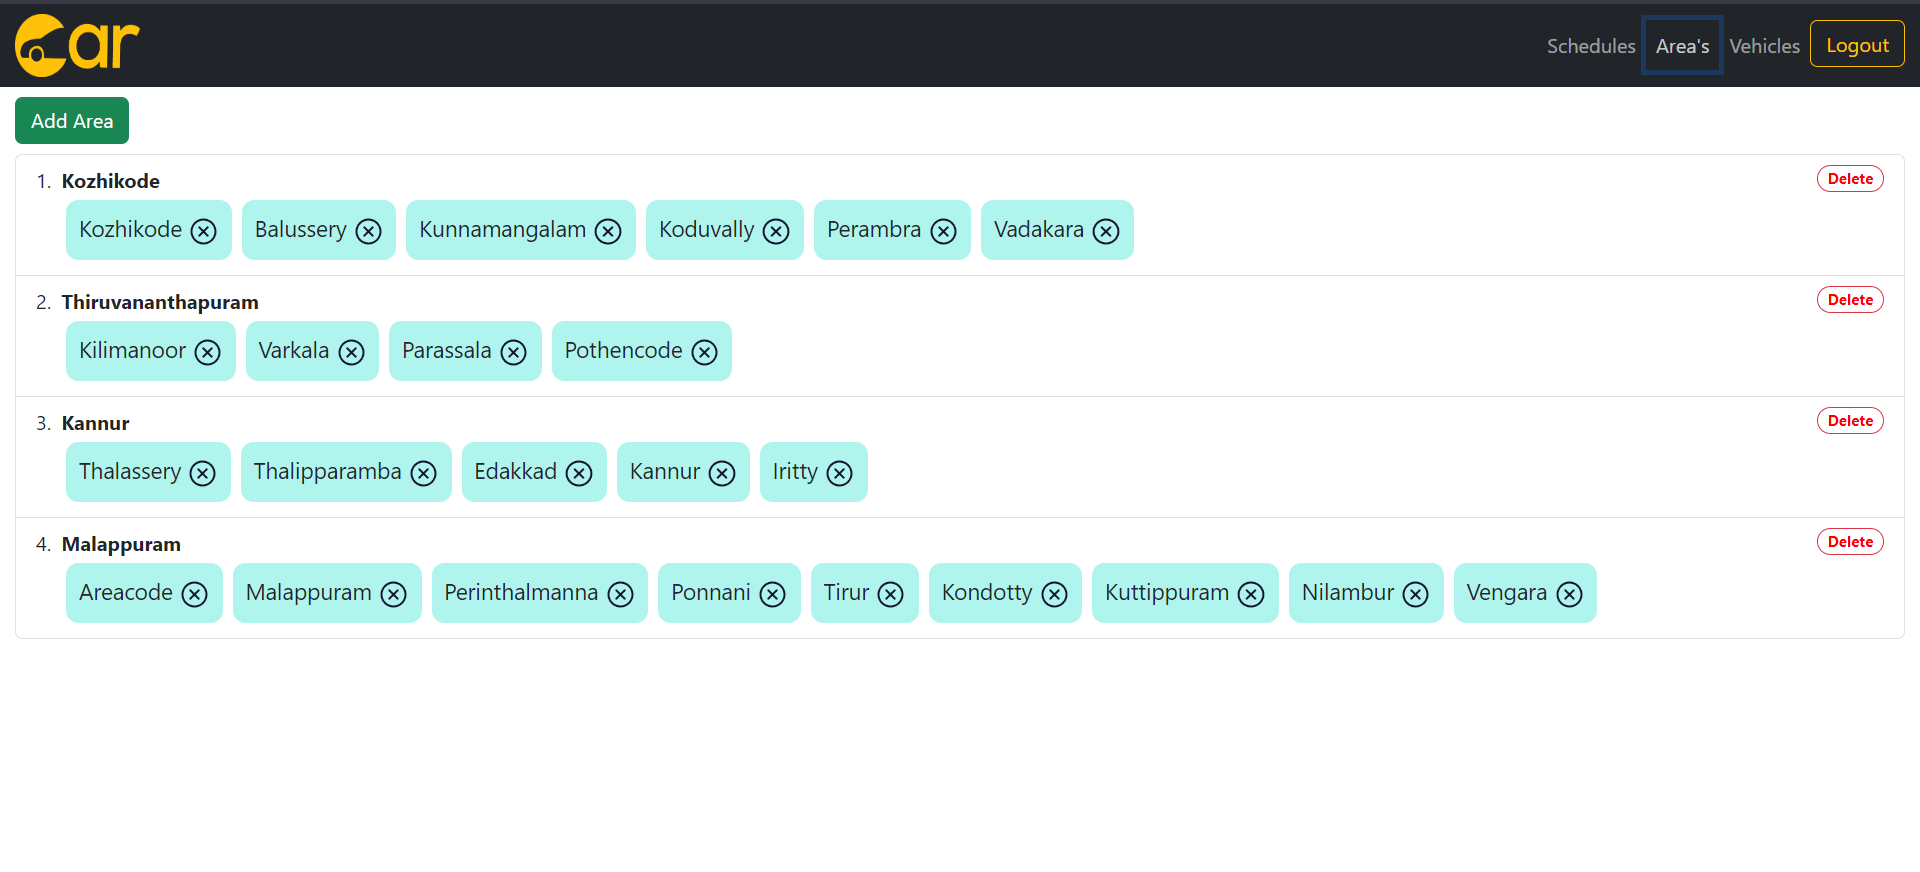 Car
Schedules Area's Vehicles Logout
Add Area
1. Kozhikode Delete
Kozhikode Balussery Kunnamangalam Koduvally Perambra Vadakara
2. Thiruvananthapuram Delete
Kilimanoor Varkala Parassala Pothencode
3. Kannur Delete
Thalassery Thalipparamba Edakkad Kannur Iritty
4. Malappuram Delete
Areacode Malappuram Perinthalmanna Ponnani Tirur Kondotty Kuttippuram Nilambur Vengara